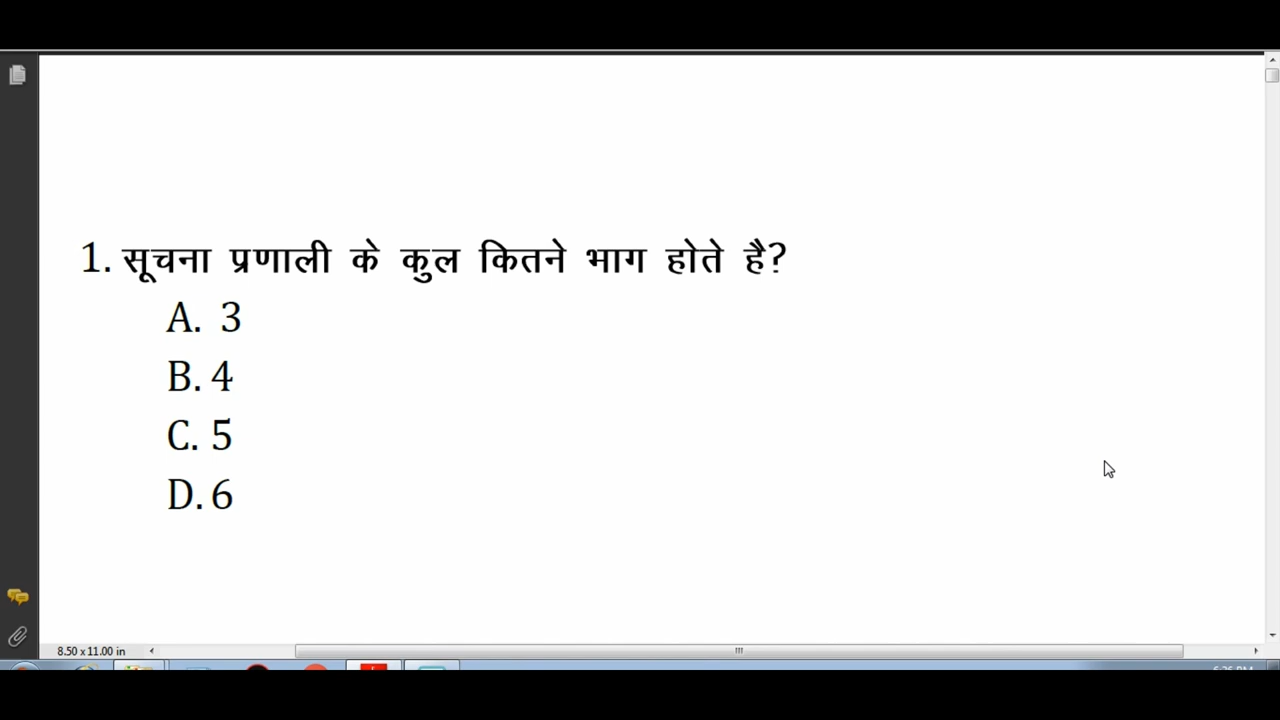 1. सूचना प्रणाली के कुल कितने भाग होते है?
A. 3
B. 4
C. 5
D. 6
8.50 x 11.00 in